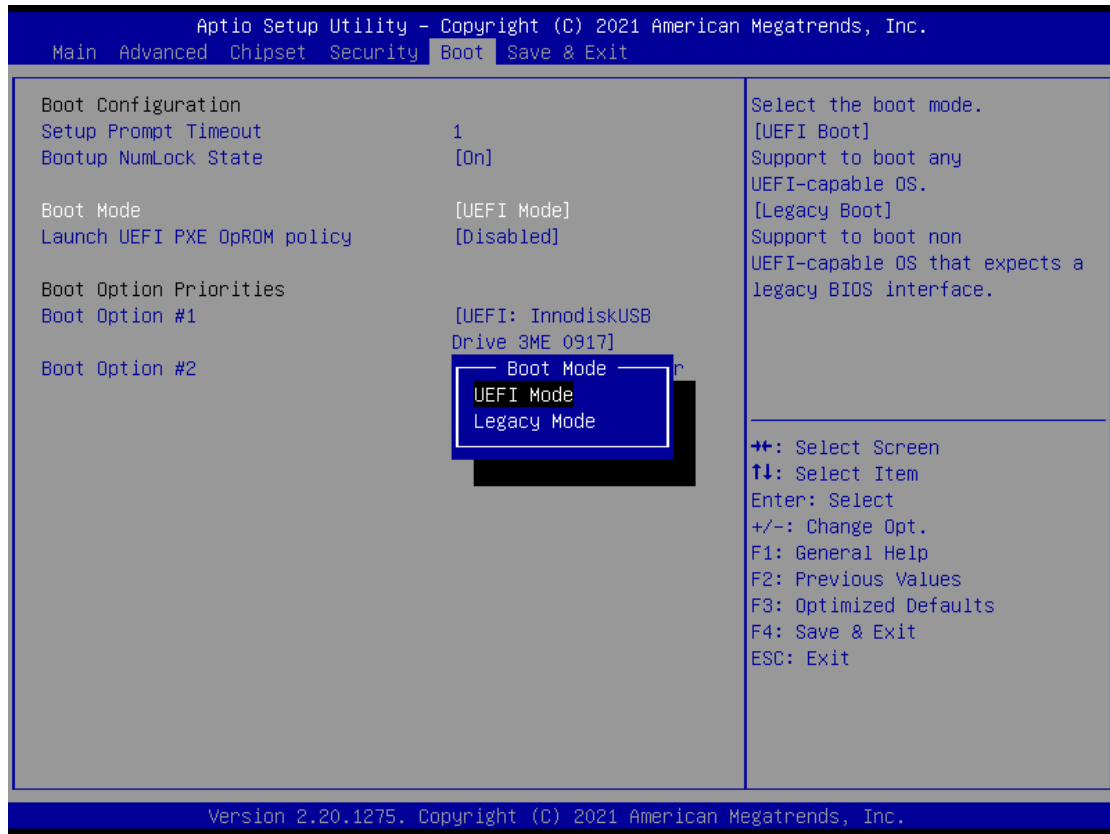 Aptio Setup Utility – Copyright (C) 2021 American Megatrends, Inc.
Main Advanced Chipset Security Boot Save & Exit
Boot Configuration
Setup Prompt Timeout 1
Bootup NumLock State [On]
Boot Mode [UEFI Mode]
Launch UEFI PXE OpROM policy [Disabled]
Boot Option Priorities
Boot Option #1 [UEFI: InnodiskUSB
Drive 3ME 0917]
Boot Option #2
Boot Mode
UEFI Mode
Legacy Mode
Select the boot mode.
[UEFI Boot]
Support to boot any
UEFI-capable OS.
[Legacy Boot]
Support to boot non
UEFI-capable OS that expects a
legacy BIOS interface.
→←: Select Screen
↑↓: Select Item
Enter: Select
+/-: Change Opt.
F1: General Help
F2: Previous Values
F3: Optimized Defaults
F4: Save & Exit
ESC: Exit
Version 2.20.1275. Copyright (C) 2021 American Megatrends, Inc.